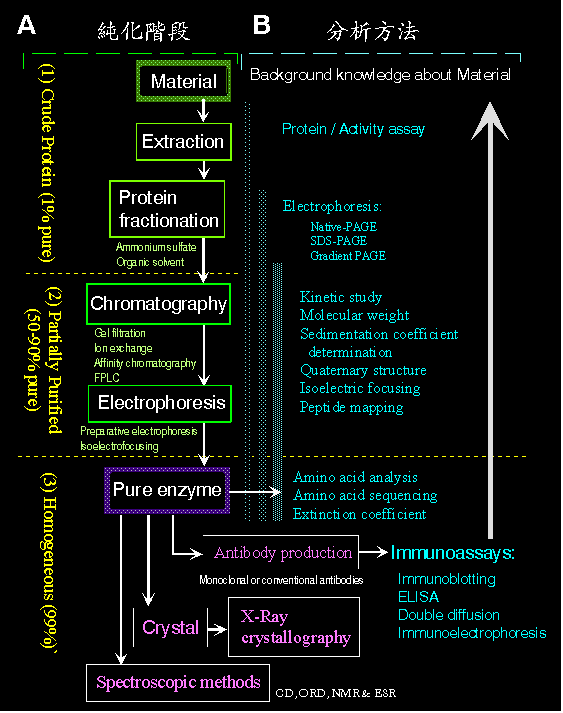 A 純化階段
B 分析方法
(1) Crude Protein (1% pure)
Material
Extraction
Protein
fractionation
Ammonium sulfate
Organic solvent
(2) Partially Purified
(50-90% pure)
Chromatography
Gel filtration
Ion exchange
Affinity chromatography
FPLC
Electrophoresis
Preparative electrophoresis
Isoelectrofocusing
(3) Homogeneous (99%)`
Pure enzyme
Background knowledge about Material
Protein / Activity assay
Electrophoresis:
Native-PAGE
SDS-PAGE
Gradient PAGE
Kinetic study
Molecular weight
Sedimentation coefficient
determination
Quaternary structure
Isoelectric focusing
Peptide mapping
Amino acid analysis
Amino acid sequencing
Extinction coefficient
Antibody production
Monoclonal or conventional antibodies
Immunoassays:
Immunoblotting
ELISA
Double diffusion
Immunoelectrophoresis
Crystal
X-Ray
crystallography
Spectroscopic methods
CD, ORD, NMR & ESR